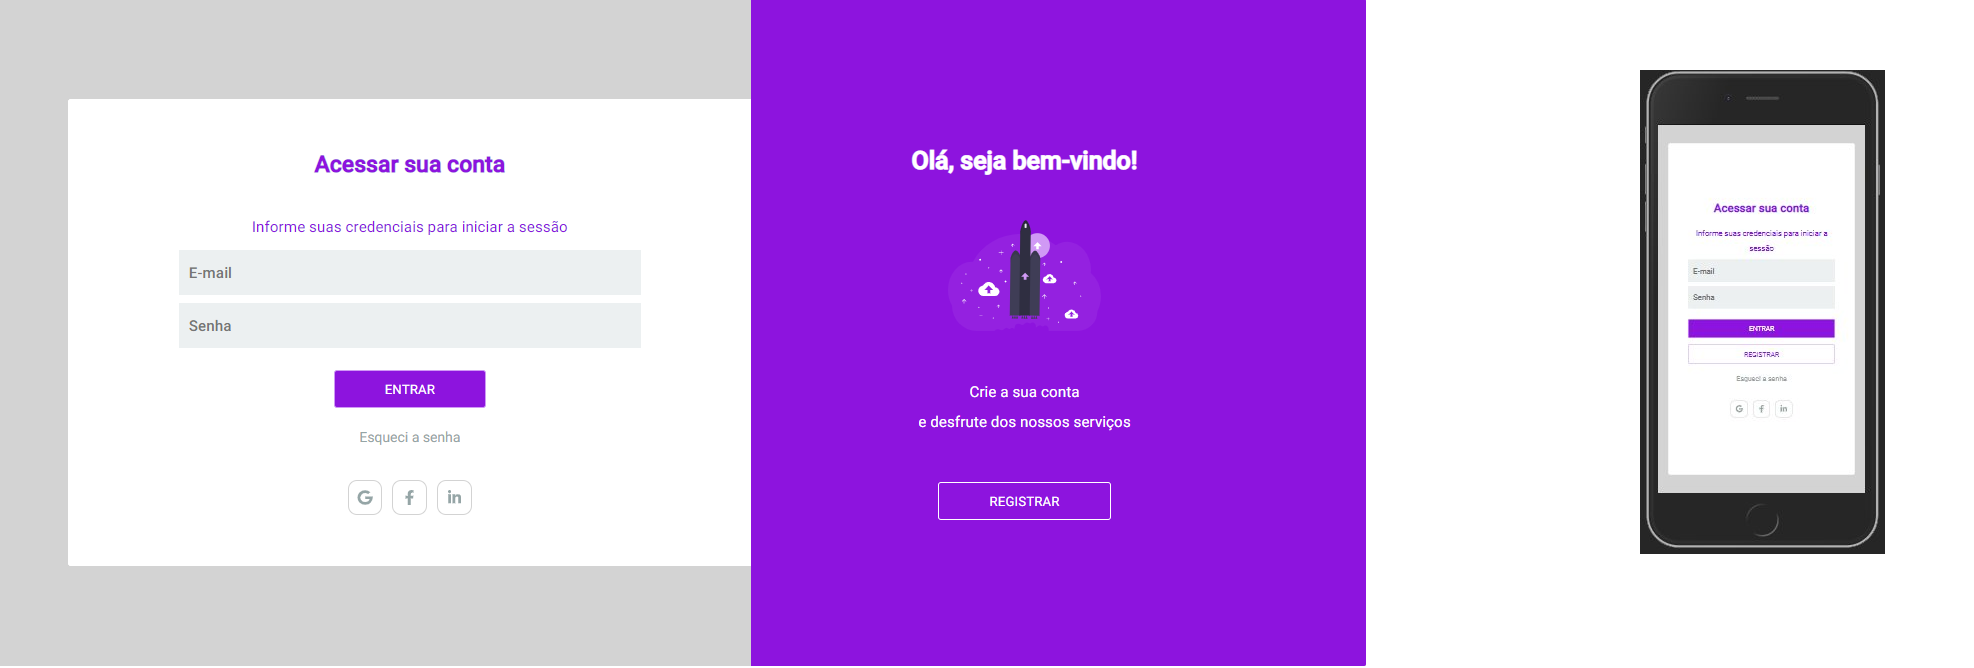 Acessar sua conta
Informe suas credenciais para iniciar a sessão
E-mail
Senha
ENTRAR
Esqueci a senha
Olá, seja bem-vindo!
Crie a sua conta
e desfrute dos nossos serviços
REGISTRAR
Acessar sua conta
Informe suas credenciais para iniciar a
sessão
E-mail
Senha
ENTRAR
REGISTRAR
Esqueci a senha